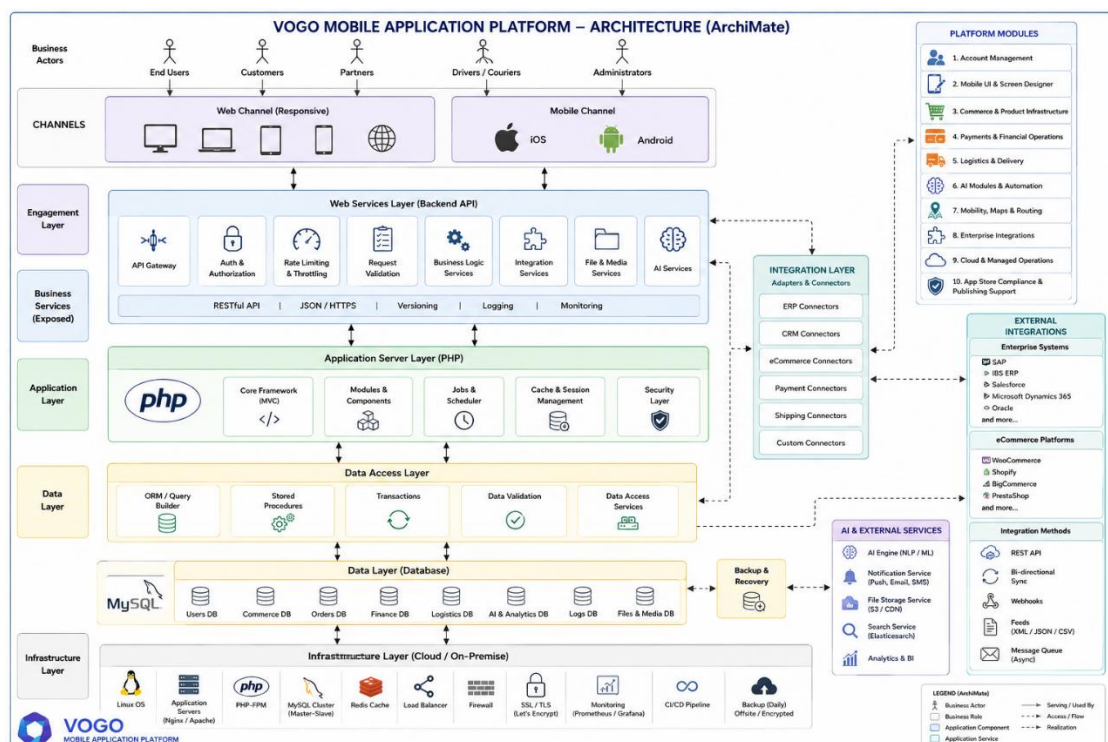 VOGO MOBILE APPLICATION PLATFORM – ARCHITECTURE (ArchiMate)
Business
Actors
End Users
Customers
Partners
Drivers / Couriers
Administrators
CHANNELS
Web Channel (Responsive)
Mobile Channel
iOS
Android
Engagement
Layer
Web Services Layer (Backend API)
API Gateway
Auth &
Authorization
Rate Limiting
& Throttling
Request
Validation
Business Logic
Services
Integration
Services
File & Media
Services
AI Services
Business
Services
(Exposed)
RESTful API | JSON / HTTPS | Versioning | Logging | Monitoring
Application
Layer
Application Server Layer (PHP)
php
Core Framework
(MVC)
</>
Modules &
Components
Jobs &
Scheduler
Cache & Session
Management
Security
Layer
Data
Layer
Data Access Layer
ORM / Query
Builder
Stored
Procedures
Transactions
Data Validation
Data Access
Services
MySQL
Data Layer (Database)
Users DB
Commerce DB
Orders DB
Finance DB
Logistics DB
AI & Analytics DB
Logs DB
Files & Media DB
Backup &
Recovery
Infrastructure
Layer
Infrastructure Layer (Cloud / On-Premise)
Linux OS
Application
Servers
(Nginx / Apache)
php
PHP-FPM
MySQL Cluster
(Master-Slave)
Redis Cache
Load Balancer
Firewall
SSL / TLS
(Let's Encrypt)
Monitoring
(Prometheus / Grafana)
CI/CD Pipeline
Backup (Daily)
Offsite / Encrypted
VOGO
MOBILE APPLICATION PLATFORM
INTEGRATION LAYER
Adapters & Connectors
ERP Connectors
CRM Connectors
eCommerce Connectors
Payment Connectors
Shipping Connectors
Custom Connectors
PLATFORM MODULES
1. Account Management
2. Mobile UI & Screen Designer
3. Commerce & Product Infrastructure
4. Payments & Financial Operations
5. Logistics & Delivery
6. AI Modules & Automation
7. Mobility, Maps & Routing
8. Enterprise Integrations
9. Cloud & Managed Operations
10. App Store Compliance &
Publishing Support
EXTERNAL
INTEGRATIONS
Enterprise Systems
SAP
IBS ERP
Salesforce
Microsoft Dynamics 365
Oracle
and more...
eCommerce Platforms
WooCommerce
Shopify
BigCommerce
PrestaShop
and more...
Integration Methods
REST API
Bi-directional
Sync
Webhooks
Feeds
(XML / JSON / CSV)
Message Queue
(Async)
AI & EXTERNAL SERVICES
AI Engine (NLP / ML)
Notification Service
(Push, Email, SMS)
File Storage Service
(S3 / CDN)
Search Service
(Elasticsearch)
Analytics & BI
LEGEND (ArchiMate)
Business Actor
Business Role
Application Component
Application Service
Serving / Used By
Access / Flow
Realization